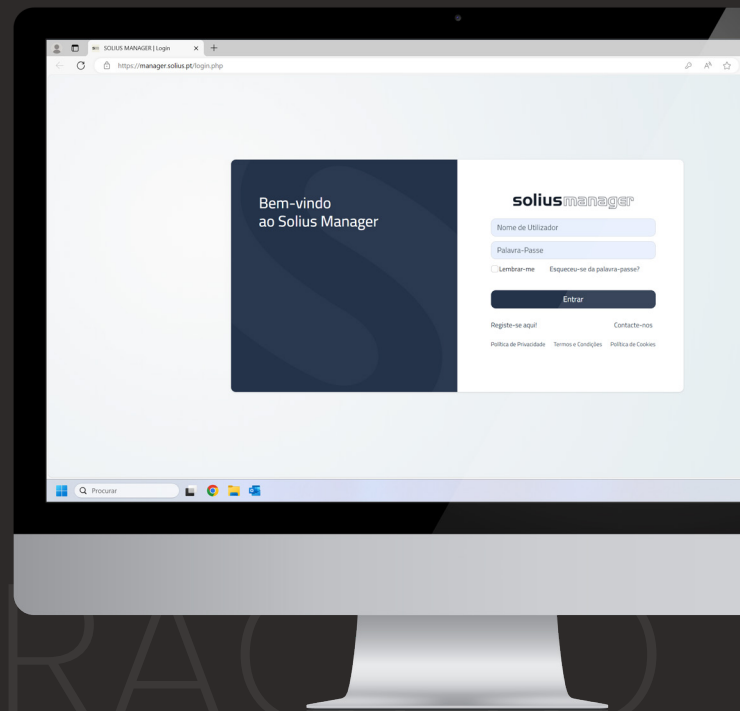 SOLIUS MANAGER | Login
https://manager.solius.pt/login.php
Bem-vindo
ao Solius Manager
soliusmanager
Nome de Utilizador
Palavra-Passe
Lembrar-me Esqueceu-se da palavra-passe?
Entrar
Registe-se aqui! Contacte-nos
Política de Privacidade Termos e Condições Política de Cookies
Procurar